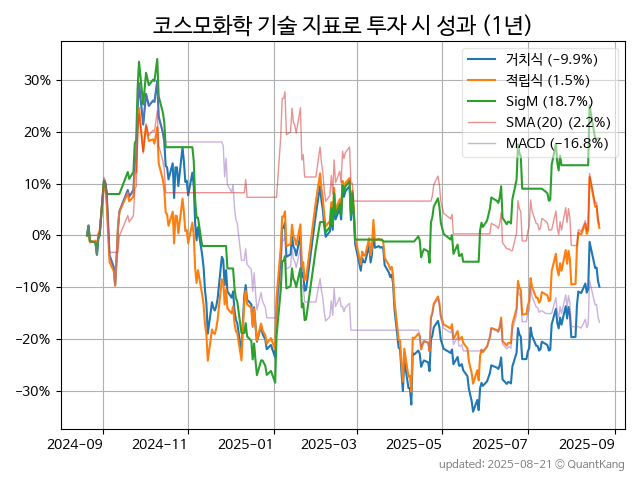 코스모화학 기술 지표로 투자 시 성과 (1년)
거치식 (-9.9%)
적립식 (1.5%)
SigM (18.7%)
SMA(20) (2.2%)
MACD (-16.8%)
30%
20%
10%
0%
-10%
-20%
-30%
2024-09 2024-11 2025-01 2025-03 2025-05 2025-07 2025-09
updated: 2025-08-21 © QuantKang